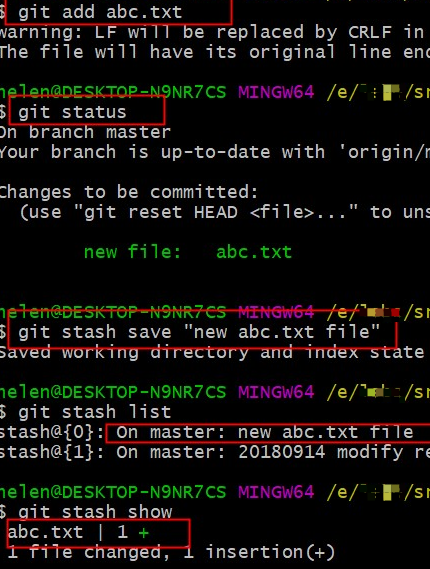 $ git add abc.txt
warning: LF will be replaced by CRLF in
The file will have its original line end
helen@DESKTOP-N9NR7CS MINGW64 /e/ /sr
$ git status
On branch master
Your branch is up-to-date with 'origin/m
Changes to be committed:
(use "git reset HEAD <file>..." to uns
new file: abc.txt
helen@DESKTOP-N9NR7CS MINGW64 /e/ /sr
$ git stash save "new abc.txt file"
Saved working directory and index state
helen@DESKTOP-N9NR7CS MINGW64 /e/ /sr
$ git stash list
stash@{0}: On master: new abc.txt file
stash@{1}: On master: 20180914 modify re
helen@DESKTOP-N9NR7CS MINGW64 /e/ /sr
$ git stash show
abc.txt | 1 +
1 file changed, 1 insertion(+)